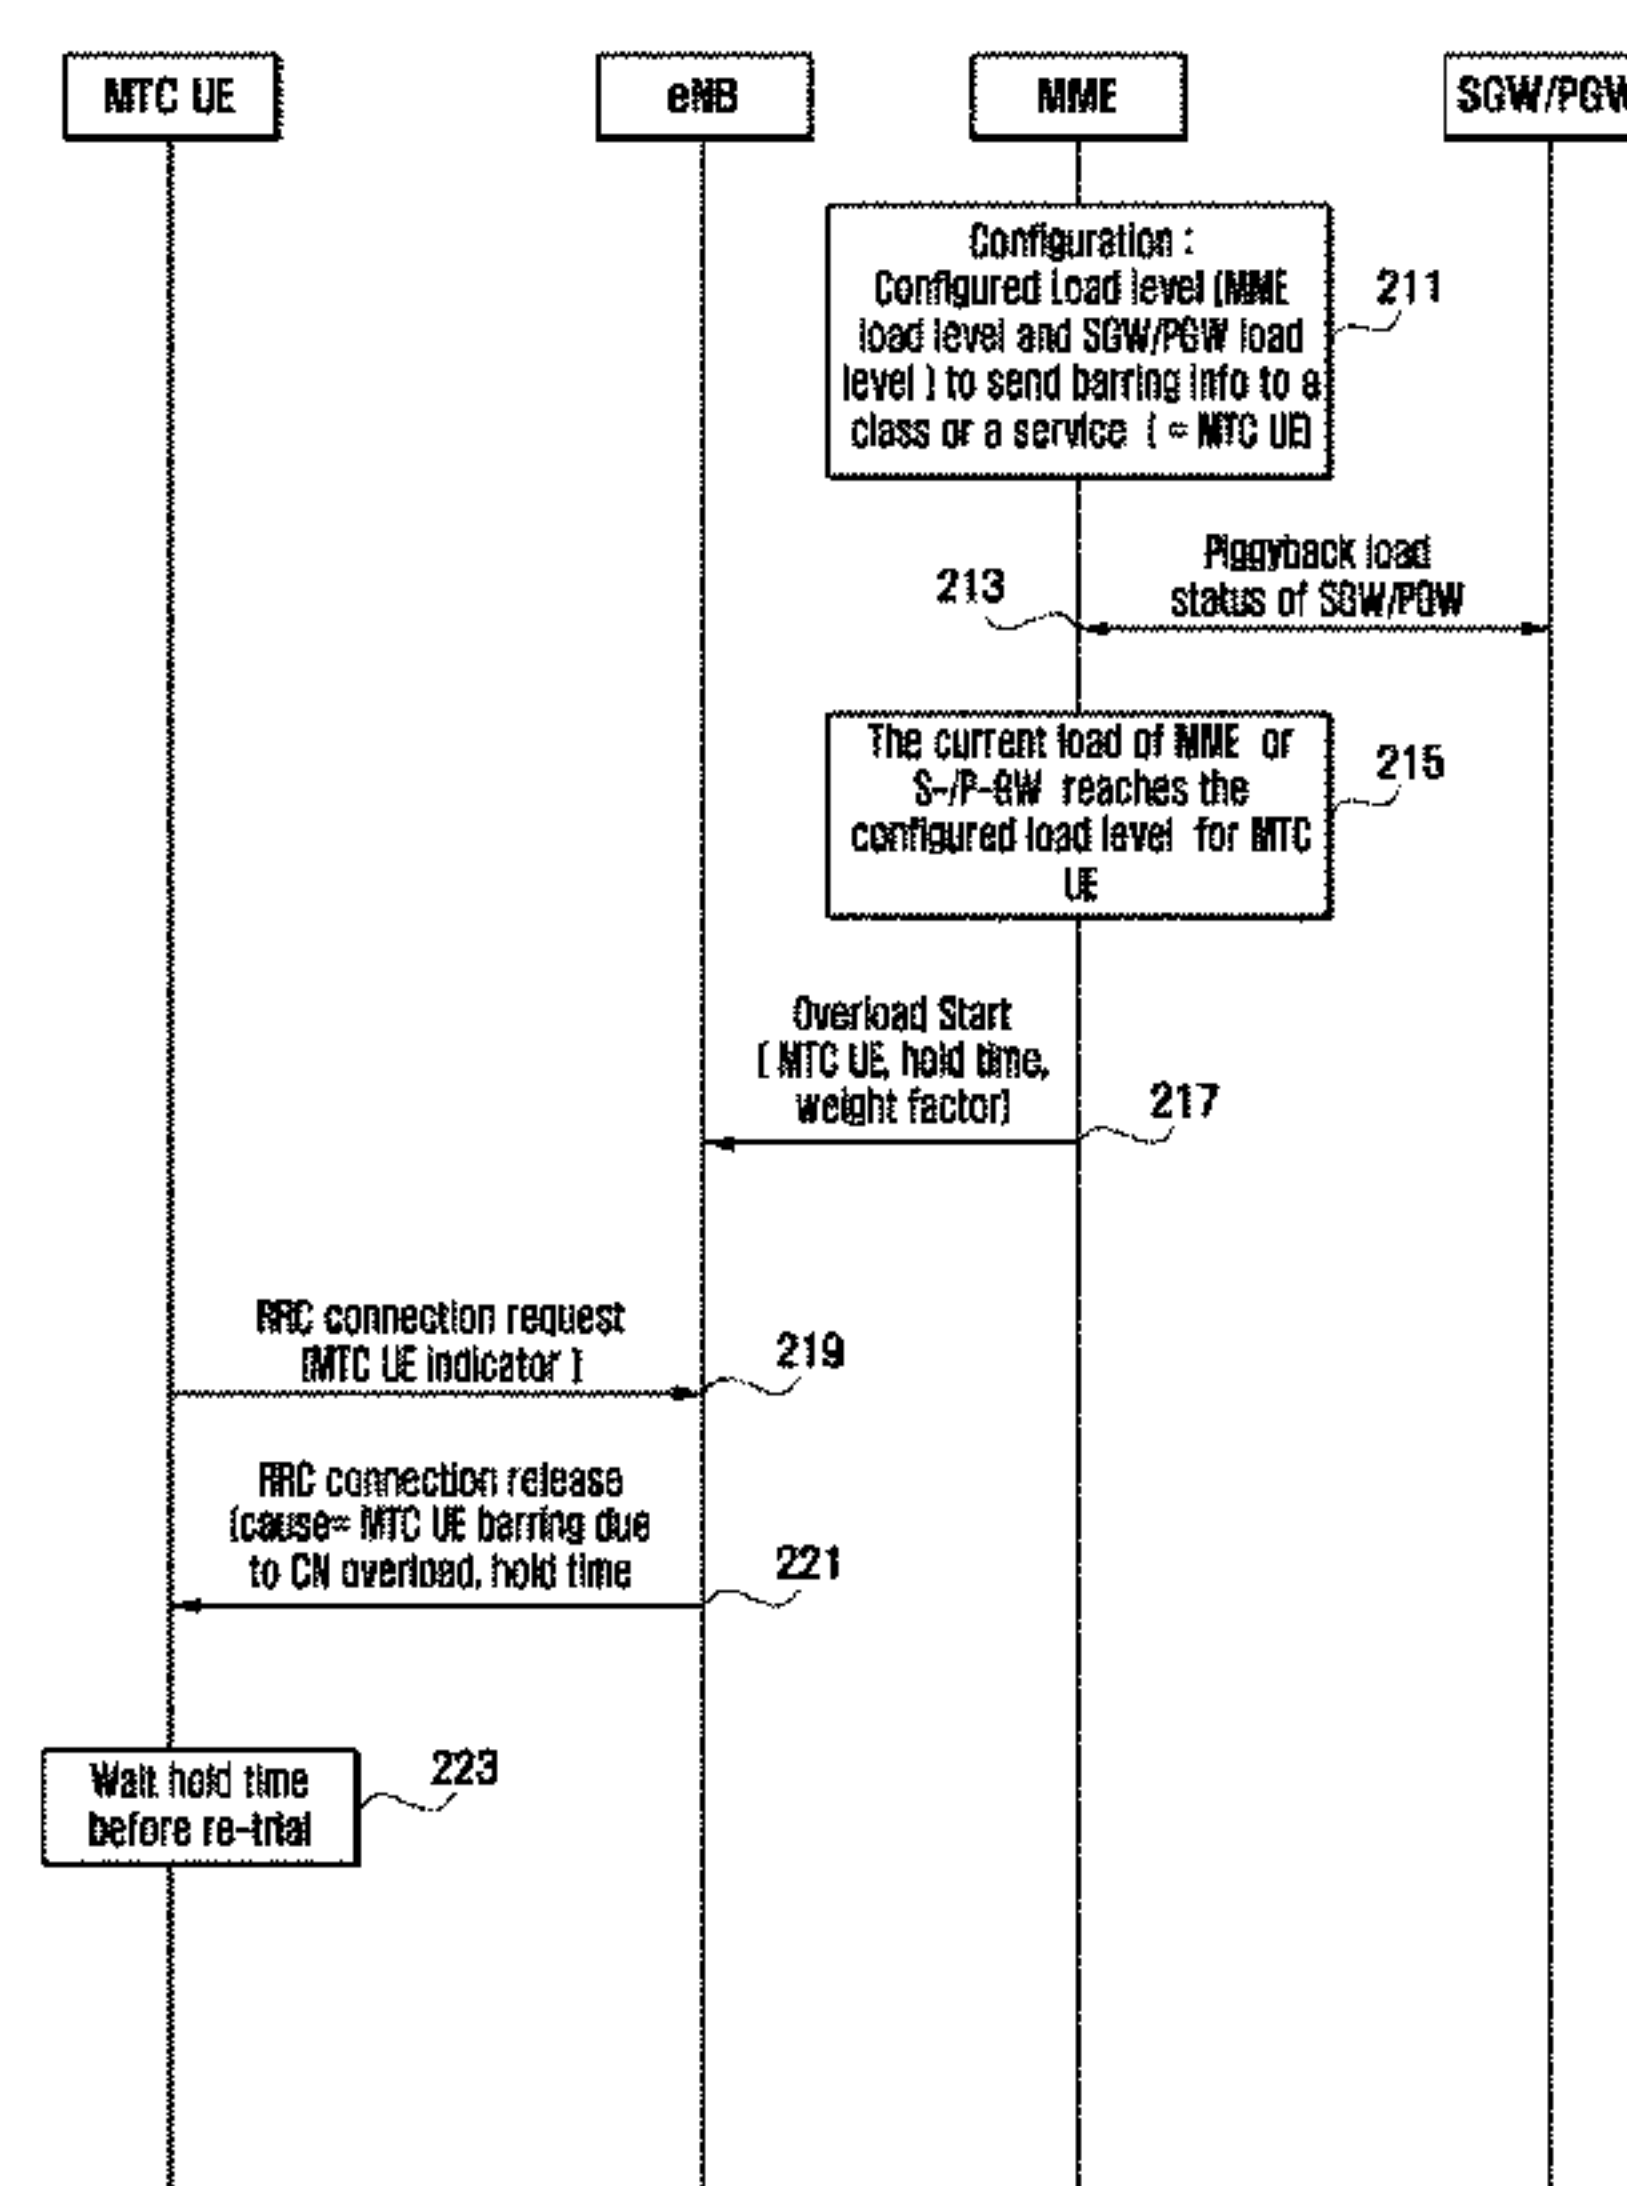 MTC UE
eNB
MME
SGW/PGW
Configuration :
Configured Load level (MME
load level and SGW/PGW load
level ) to send barring info to a
class or a service ( = MTC UE)
211
Piggyback load
status of SGW/PGW
213
The current load of MME or
S-/P-GW reaches the
configured load level for MTC
UE
215
Overload Start
( MTC UE, hold time,
weight factor)
217
RRC connection request
(MTC UE indicator )
219
RRC connection release
(cause= MTC UE barring due
to CN overload, hold time
221
Wait hold time
before re-trial
223